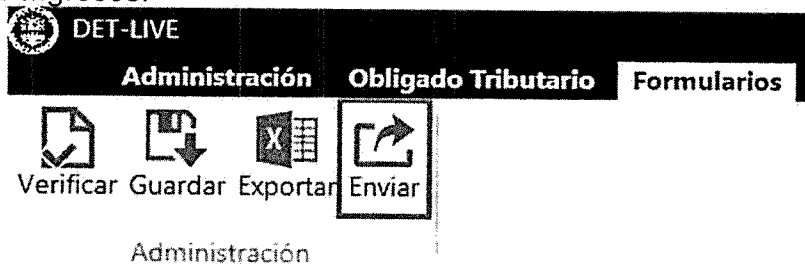 DET-LIVE
Administración Obligado Tributario Formularios
Verificar Guardar Exportar Enviar
Administración